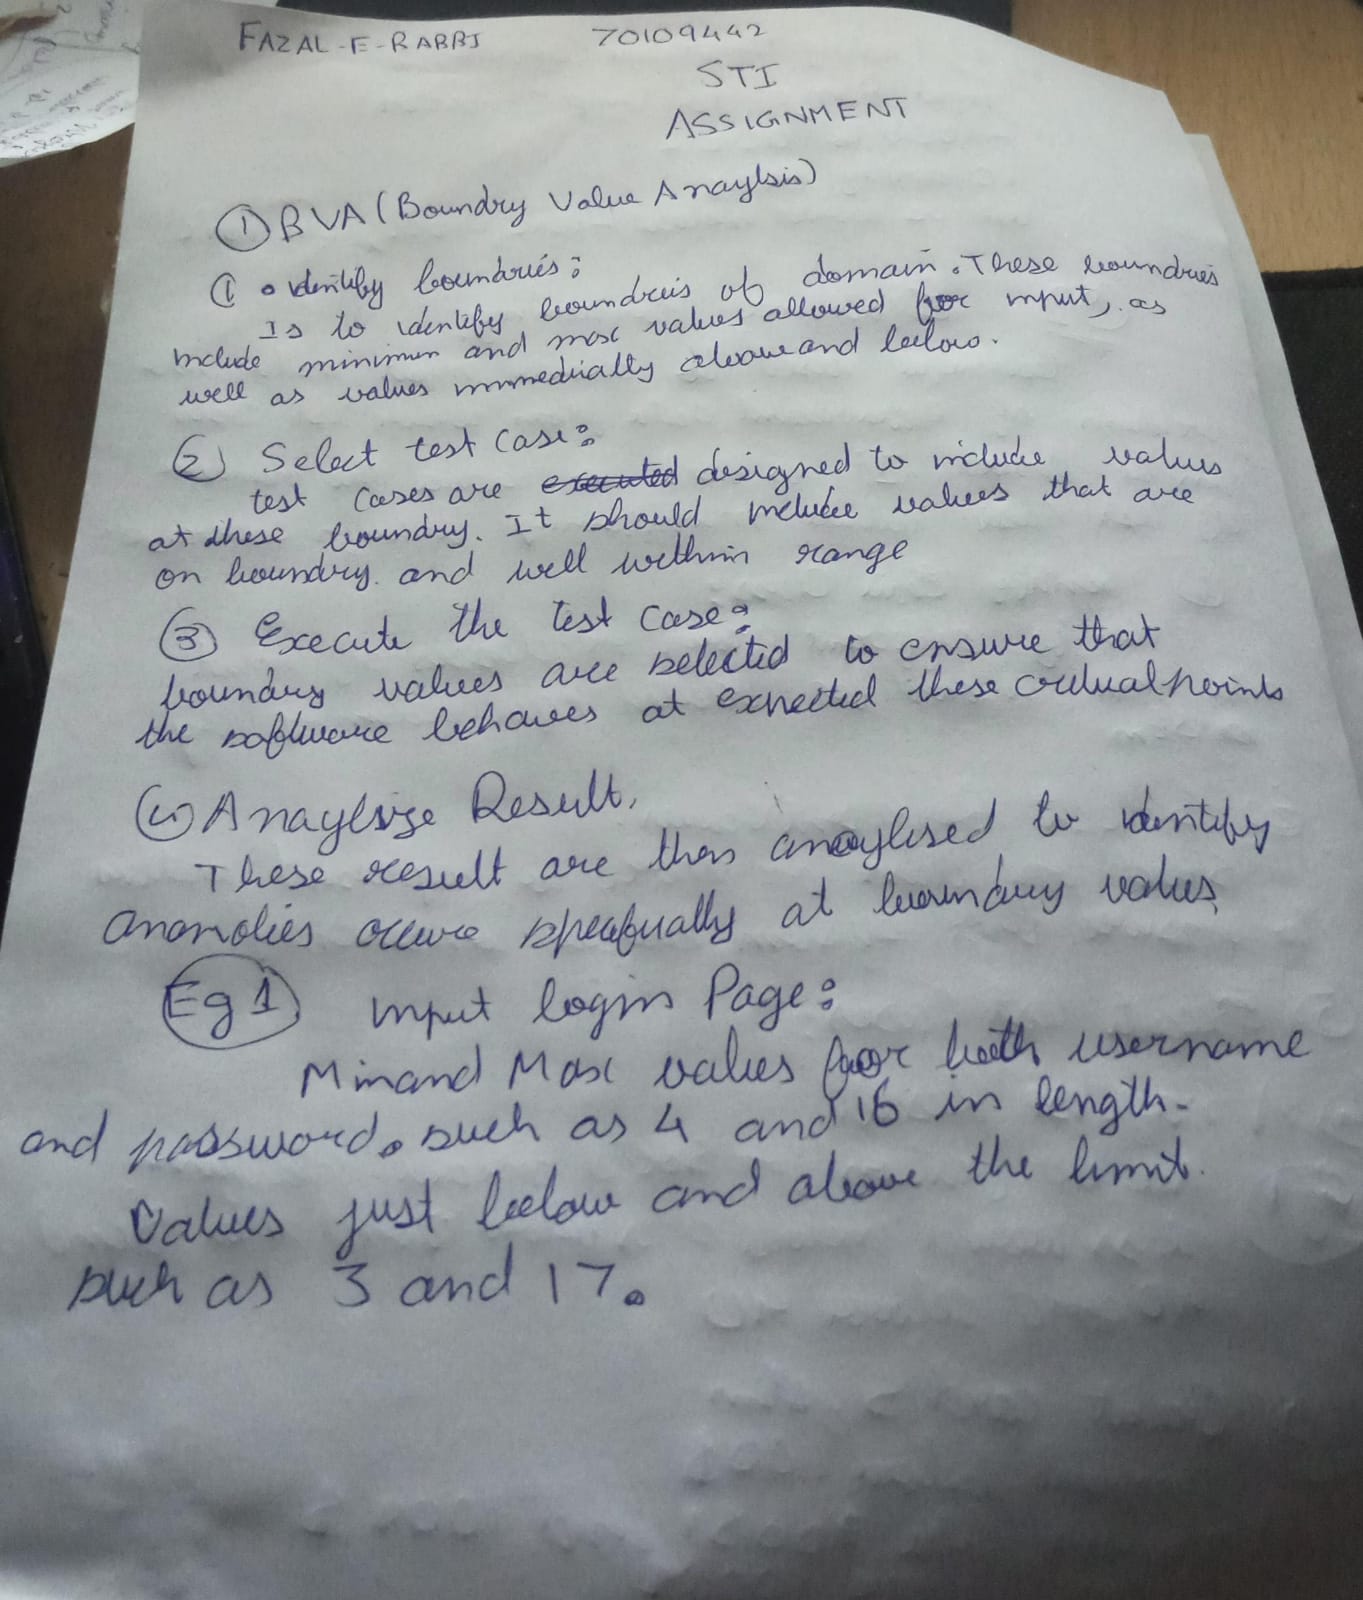 FAZAL-E-RABBI 70109442
STI
ASSIGNMENT
① BVA (Boundry Value Anaylsis)
① • identify boundries:
Is to identify boundreis of domain. These boundries
include minimum and max values allowed for input, as
well as values immedially above and below.
② Select test case:
test cases are executed designed to include values
at these boundry. It should include values that are
on boundry. and well within range
③ Execute the test case:
boundry values are selected to ensure that
the software behaves at expected these critical points
④ Anaylsize Result.
These result are then anaylised to identify
anomolies occure specifically at boundry values.
Eg 1 input login Page:
Min and Max values for both username
and password. such as 4 and 16 in length.
Values just below and above the limit.
such as 3 and 17.